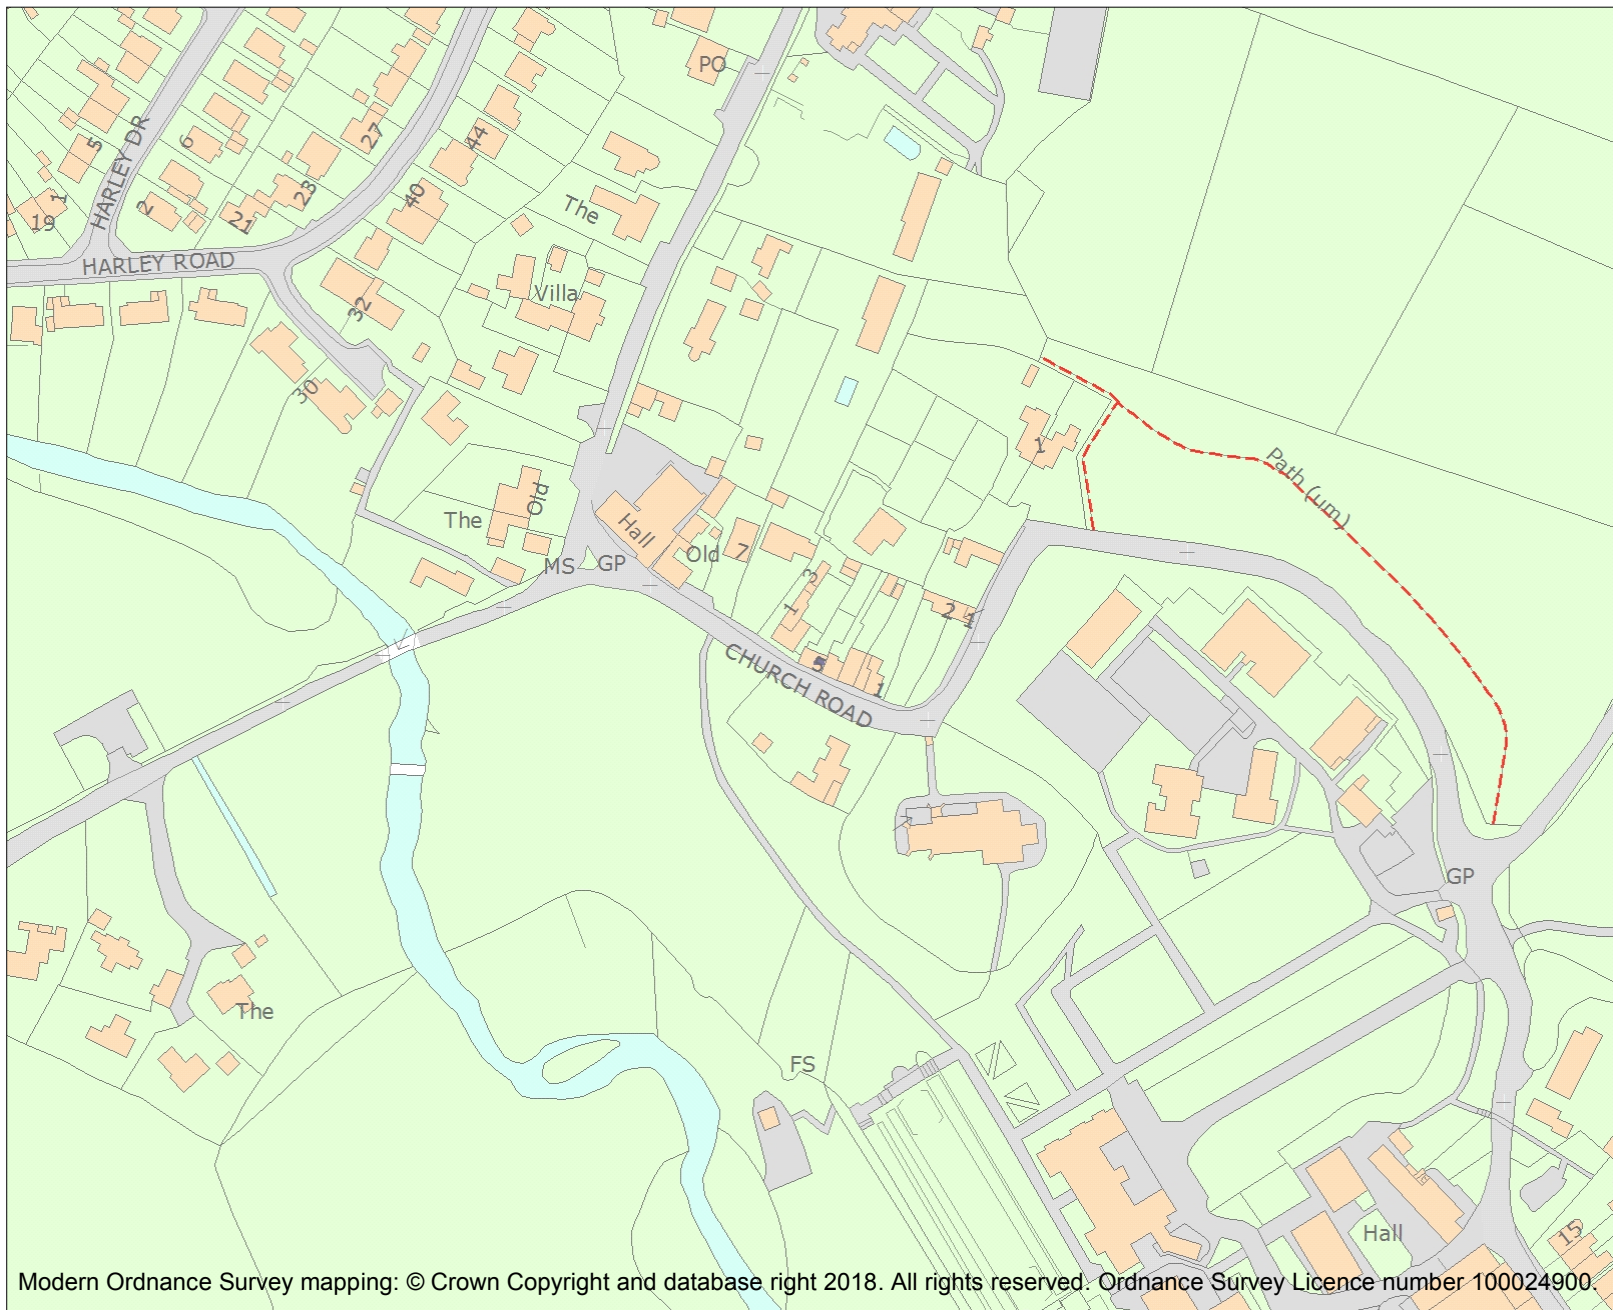 PO
5
HARLEY DR
6
27
44
1
19
2
21
23
40
The
HARLEY ROAD
Villa
32
30
1
Path (um)
The
Old
Hall
Old
7
MS
GP
3
1
2
5
1
CHURCH ROAD
GP
The
FS
Hall
15
Modern Ordnance Survey mapping: © Crown Copyright and database right 2018. All rights reserved. Ordnance Survey Licence number 100024900.